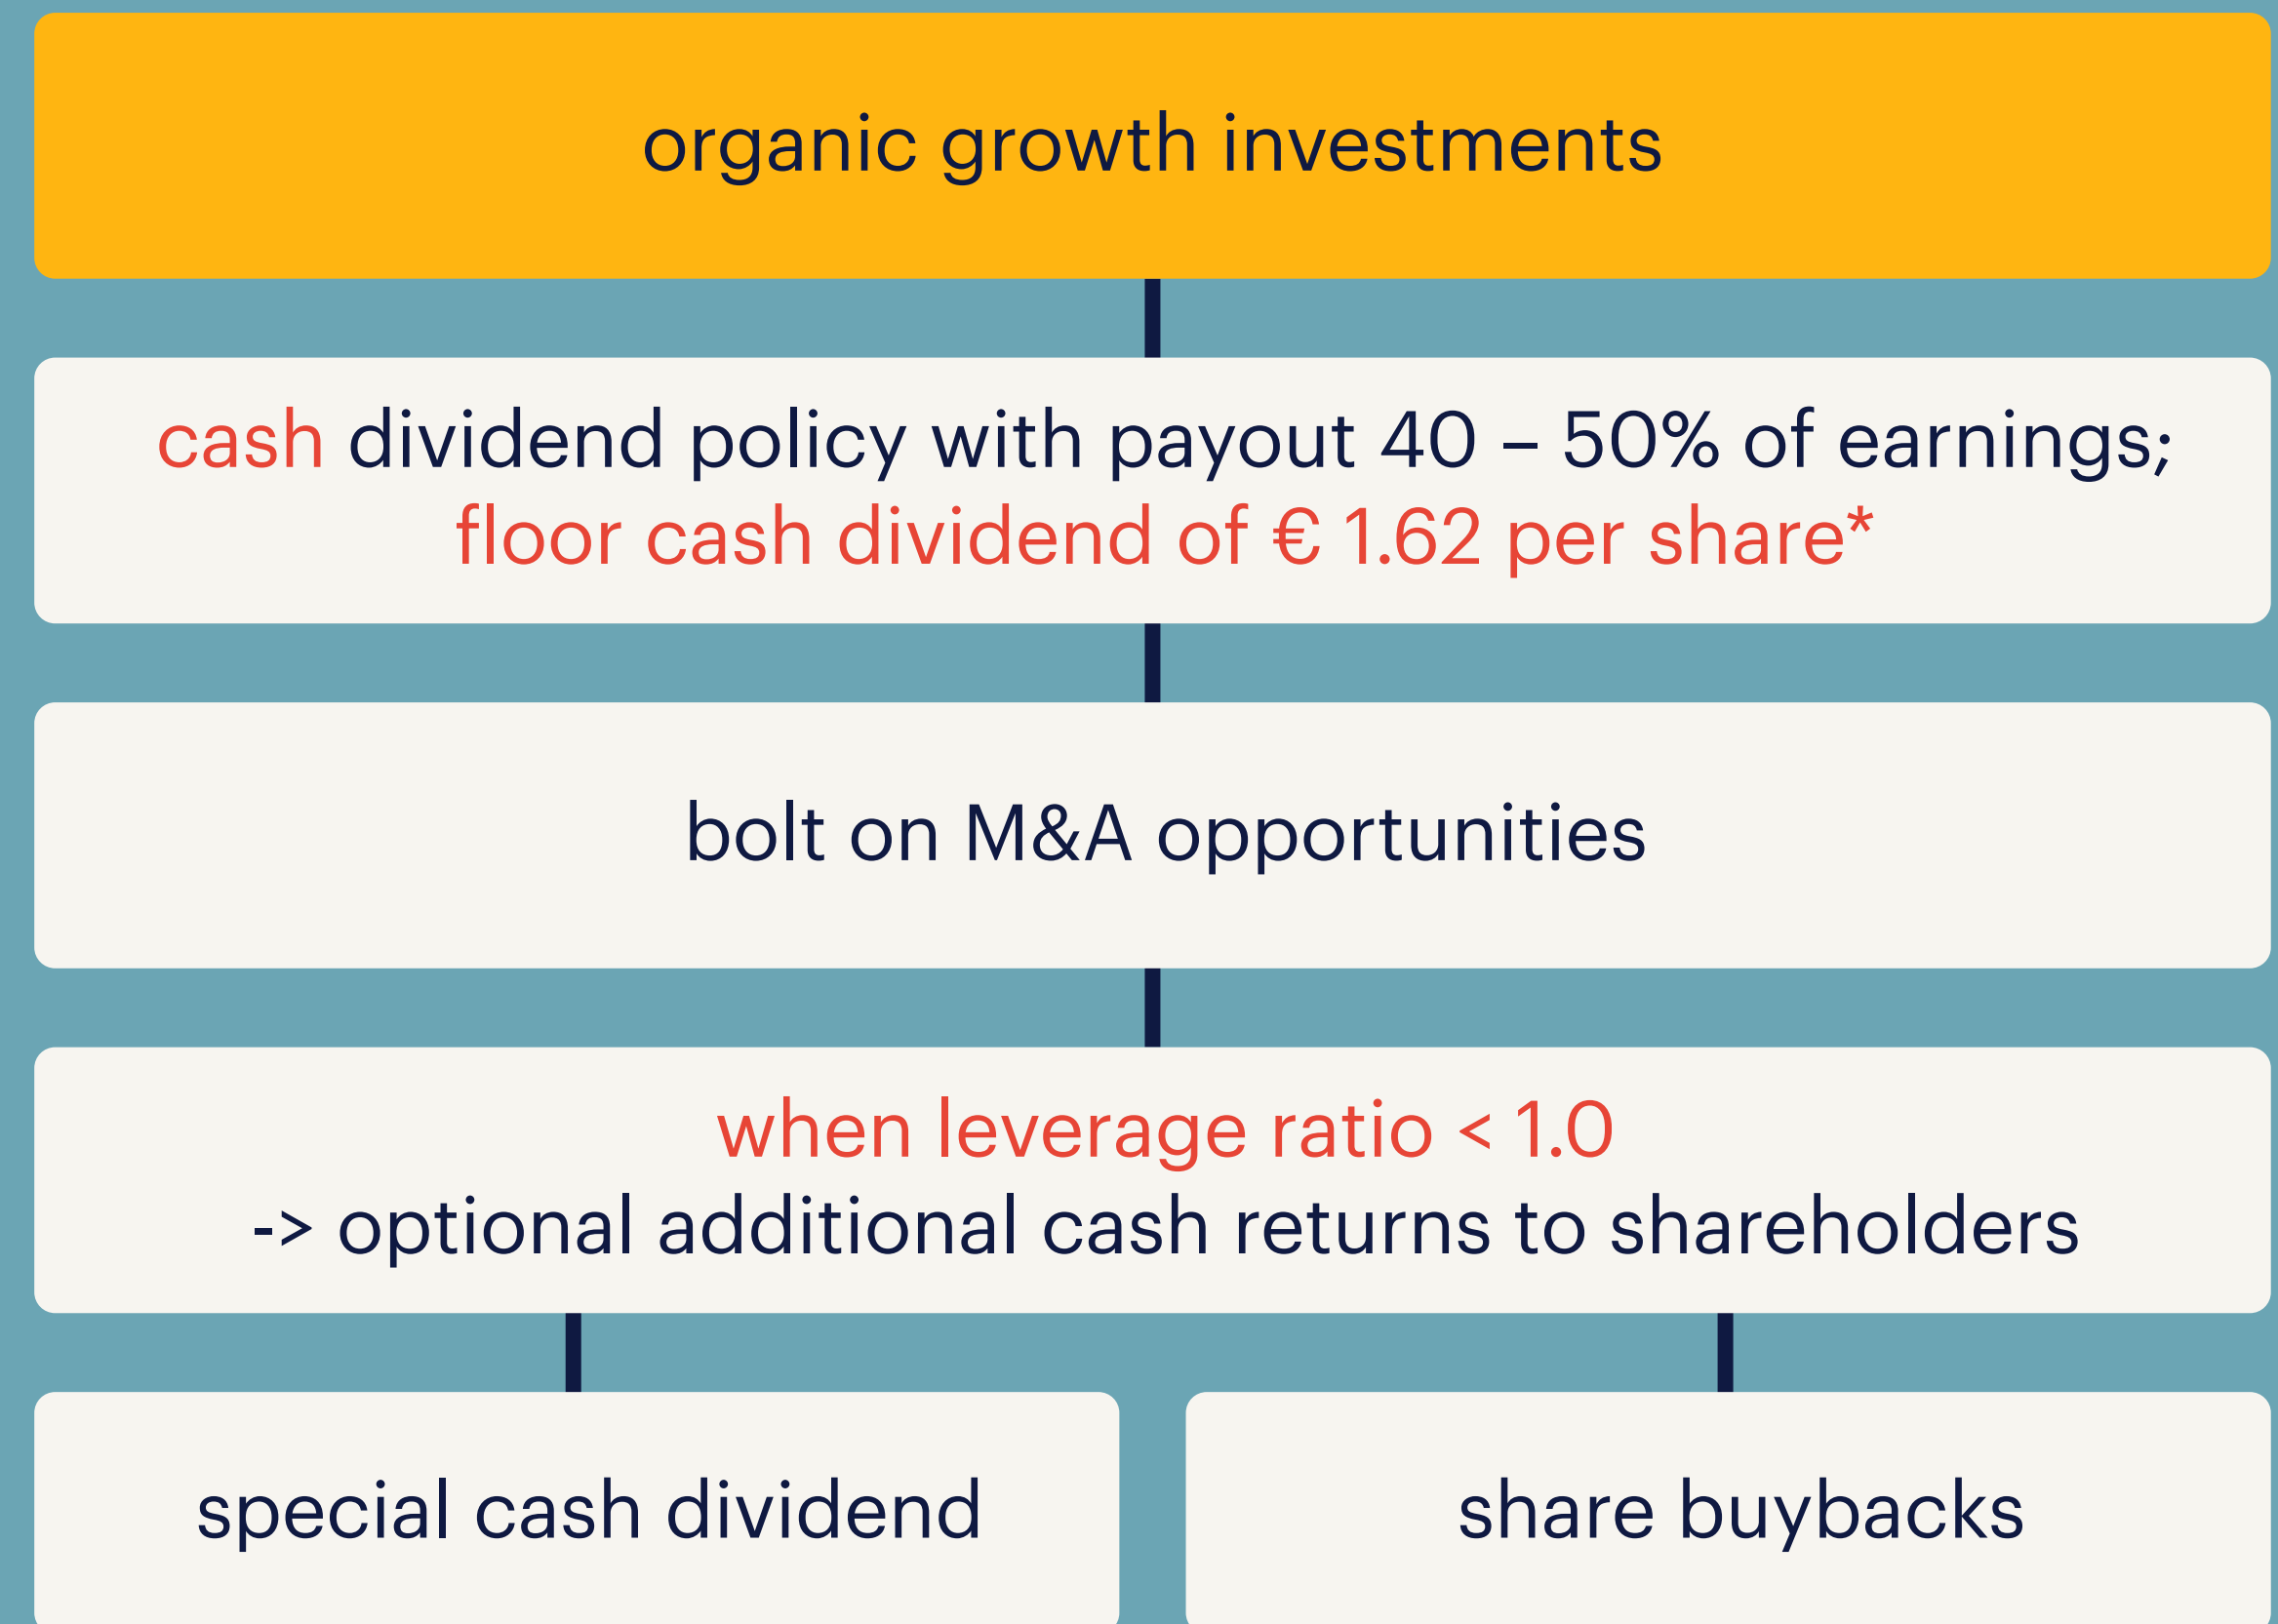 organic growth investments
cash dividend policy with payout 40 – 50% of earnings;
floor cash dividend of € 1.62 per share*
bolt on M&A opportunities
when leverage ratio < 1.0
-> optional additional cash returns to shareholders
special cash dividend
share buybacks